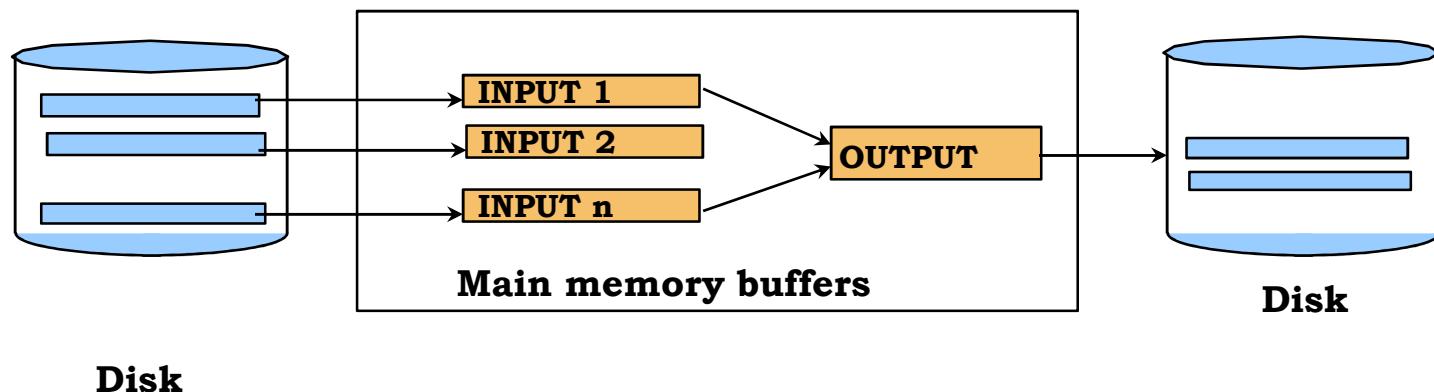 INPUT 1
INPUT 2
OUTPUT
INPUT n
Main memory buffers
Disk
Disk